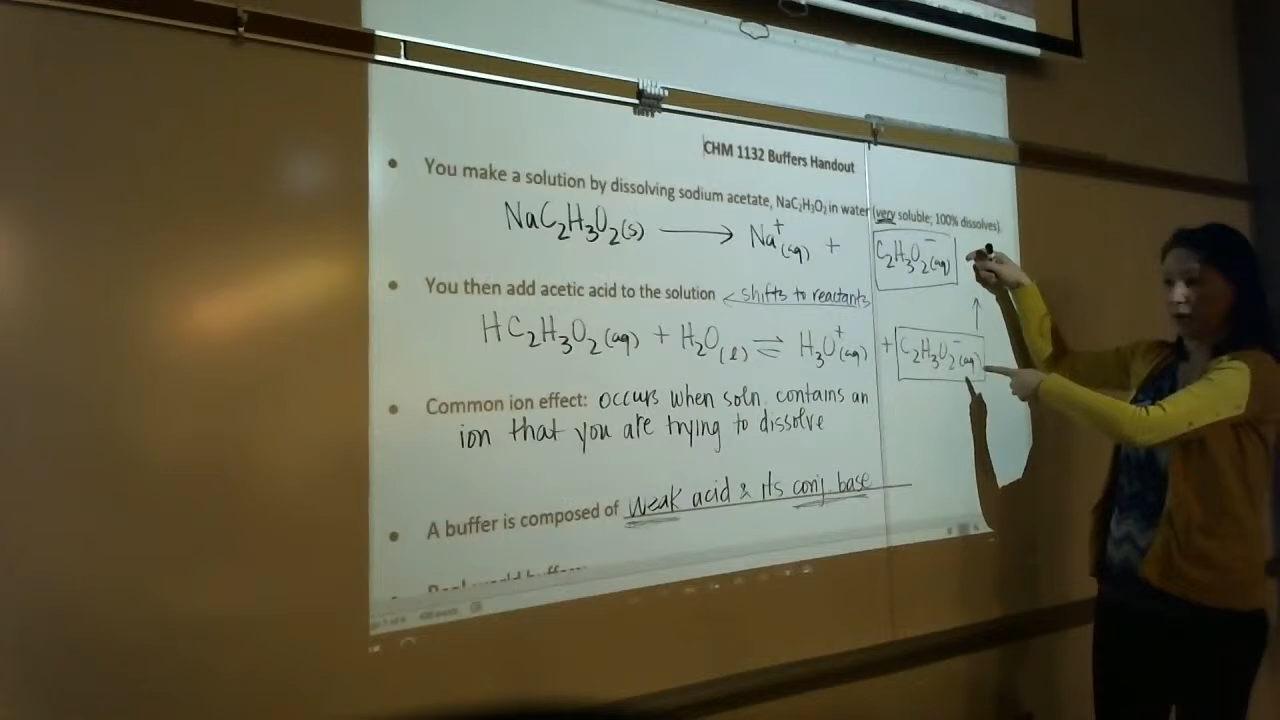 CHM 1132 Buffers Handout
• You make a solution by dissolving sodium acetate, NaC₂H₃O₂ in water (very soluble; 100% dissolves)
NaC₂H₃O₂(s) ⟶ Na⁺(aq) + C₂H₃O₂⁻(aq)
• You then add acetic acid to the solution ← shifts to reactants ↑
HC₂H₃O₂(aq) + H₂O(l) ⇌ H₃O⁺(aq) + C₂H₃O₂⁻(aq)
• Common ion effect: occurs when soln. contains an
ion that you are trying to dissolve
• A buffer is composed of weak acid & its conj. base